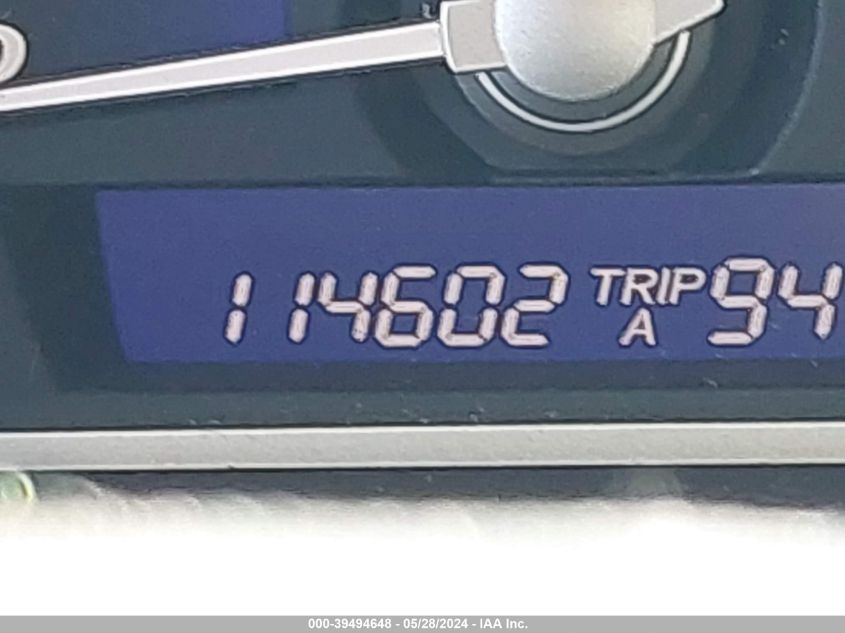 114602 TRIP A 94
000-39494648 - 05/28/2024 - IAA Inc.